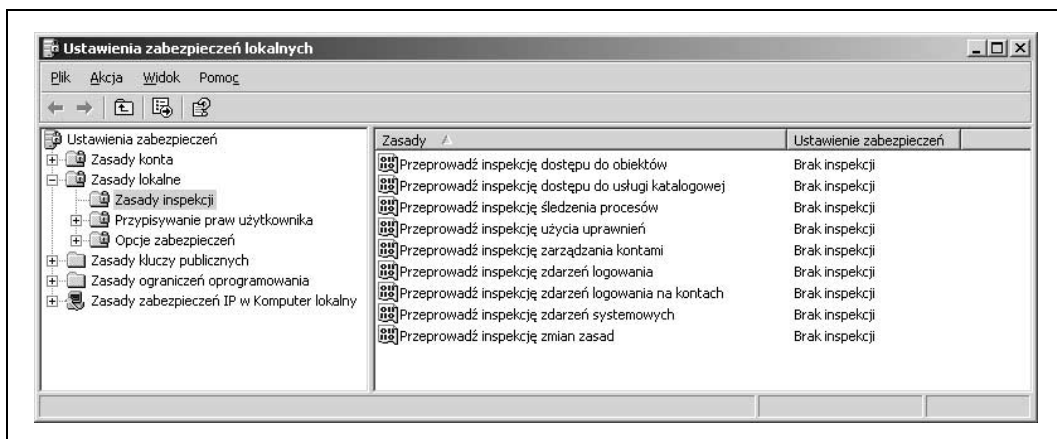 Ustawienia zabezpieczeń lokalnych
Plik Akcja Widok Pomoc
Ustawienia zabezpieczeń
Zasady konta
Zasady lokalne
Zasady inspekcji
Przypisywanie praw użytkownika
Opcje zabezpieczeń
Zasady kluczy publicznych
Zasady ograniczeń oprogramowania
Zasady zabezpieczeń IP w Komputer lokalny
Zasady Ustawienie zabezpieczeń
Przeprowadź inspekcję dostępu do obiektów Brak inspekcji
Przeprowadź inspekcję dostępu do usługi katalogowej Brak inspekcji
Przeprowadź inspekcję śledzenia procesów Brak inspekcji
Przeprowadź inspekcję użycia uprawnień Brak inspekcji
Przeprowadź inspekcję zarządzania kontami Brak inspekcji
Przeprowadź inspekcję zdarzeń logowania Brak inspekcji
Przeprowadź inspekcję zdarzeń logowania na kontach Brak inspekcji
Przeprowadź inspekcję zdarzeń systemowych Brak inspekcji
Przeprowadź inspekcję zmian zasad Brak inspekcji